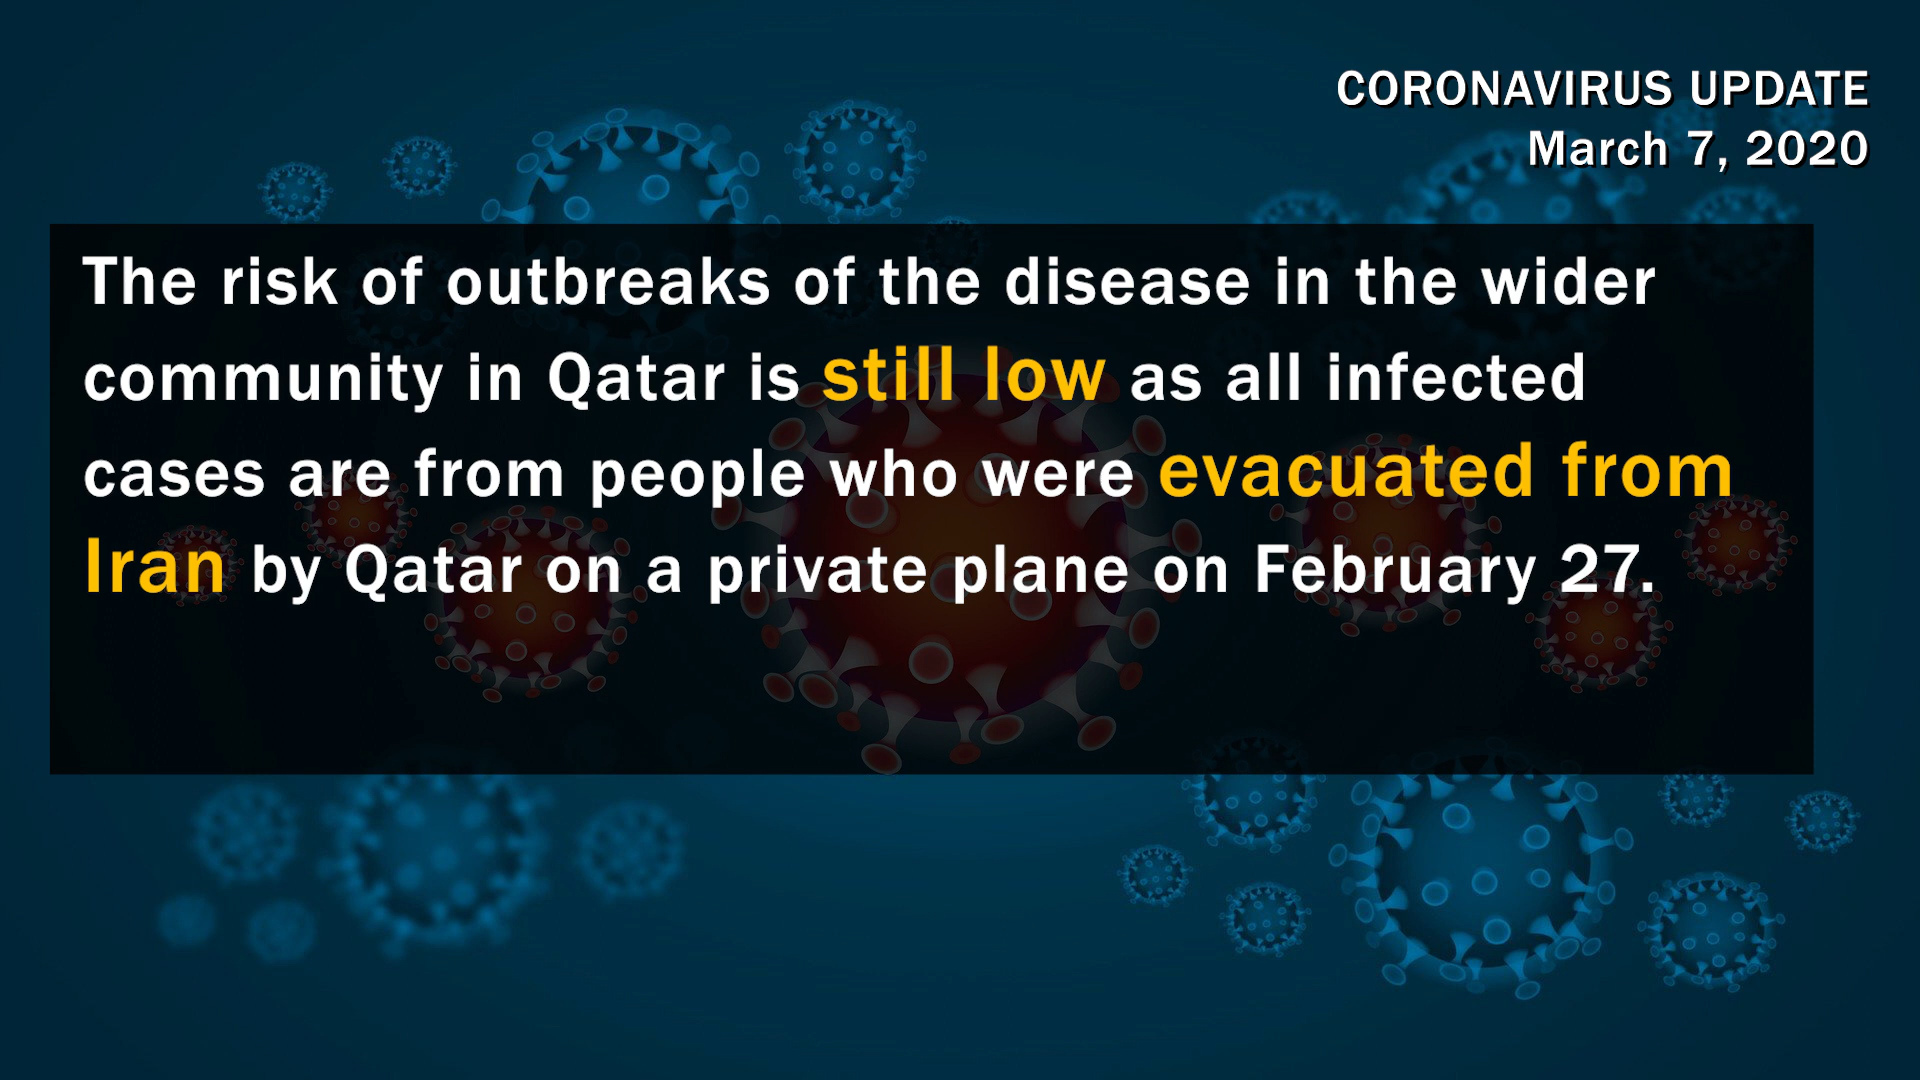 CORONAVIRUS UPDATE
March 7, 2020
The risk of outbreaks of the disease in the wider
community in Qatar is still low as all infected
cases are from people who were evacuated from
Iran by Qatar on a private plane on February 27.